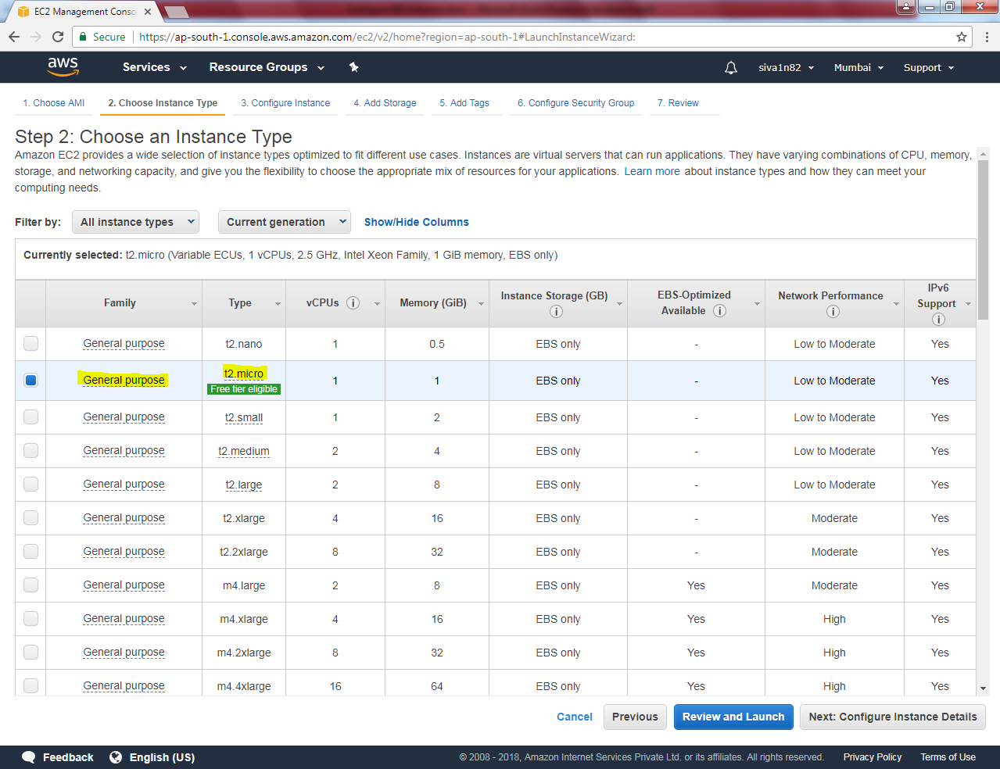 EC2 Management Conso
Secure https://ap-south-1.console.aws.amazon.com/ec2/v2/home?region=ap-south-1#LaunchInstanceWizard:
aws Services Resource Groups siva1n82 Mumbai Support
1. Choose AMI 2. Choose Instance Type 3. Configure Instance 4. Add Storage 5. Add Tags 6. Configure Security Group 7. Review
Step 2: Choose an Instance Type
Amazon EC2 provides a wide selection of instance types optimized to fit different use cases. Instances are virtual servers that can run applications. They have varying combinations of CPU, memory,
storage, and networking capacity, and give you the flexibility to choose the appropriate mix of resources for your applications. Learn more about instance types and how they can meet your
computing needs.
Filter by: All instance types Current generation Show/Hide Columns
Currently selected: t2.micro (Variable ECUs, 1 vCPUs, 2.5 GHz, Intel Xeon Family, 1 GiB memory, EBS only)
Family Type vCPUs Memory (GiB) Instance Storage (GB) EBS-Optimized Available Network Performance IPv6 Support
General purpose t2.nano 1 0.5 EBS only - Low to Moderate Yes
General purpose t2.micro Free tier eligible 1 1 EBS only - Low to Moderate Yes
General purpose t2.small 1 2 EBS only - Low to Moderate Yes
General purpose t2.medium 2 4 EBS only - Low to Moderate Yes
General purpose t2.large 2 8 EBS only - Low to Moderate Yes
General purpose t2.xlarge 4 16 EBS only - Moderate Yes
General purpose t2.2xlarge 8 32 EBS only - Moderate Yes
General purpose m4.large 2 8 EBS only Yes Moderate Yes
General purpose m4.xlarge 4 16 EBS only Yes High Yes
General purpose m4.2xlarge 8 32 EBS only Yes High Yes
General purpose m4.4xlarge 16 64 EBS only Yes High Yes
Cancel Previous Review and Launch Next: Configure Instance Details
Feedback English (US) © 2008 - 2018, Amazon Internet Services Private Ltd. or its affiliates. All rights reserved. Privacy Policy Terms of Use